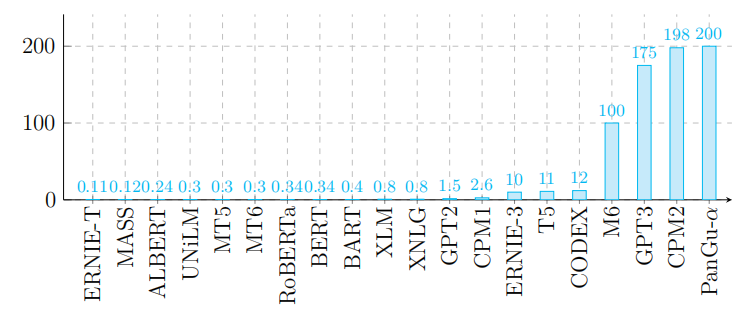 200
100
0
0.11 0.12 0.24 0.3 0.3 0.3 0.34 0.34 0.4 0.8 0.8 1.5 2.6 10 11 12 100 175 198 200
ERNIE-T
MASS
ALBERT
UNiLM
MT5
MT6
RoBERTa
BERT
BART
XLM
XNLG
GPT2
CPM1
ERNIE-3
T5
CODEX
M6
GPT3
CPM2
PanGu-α